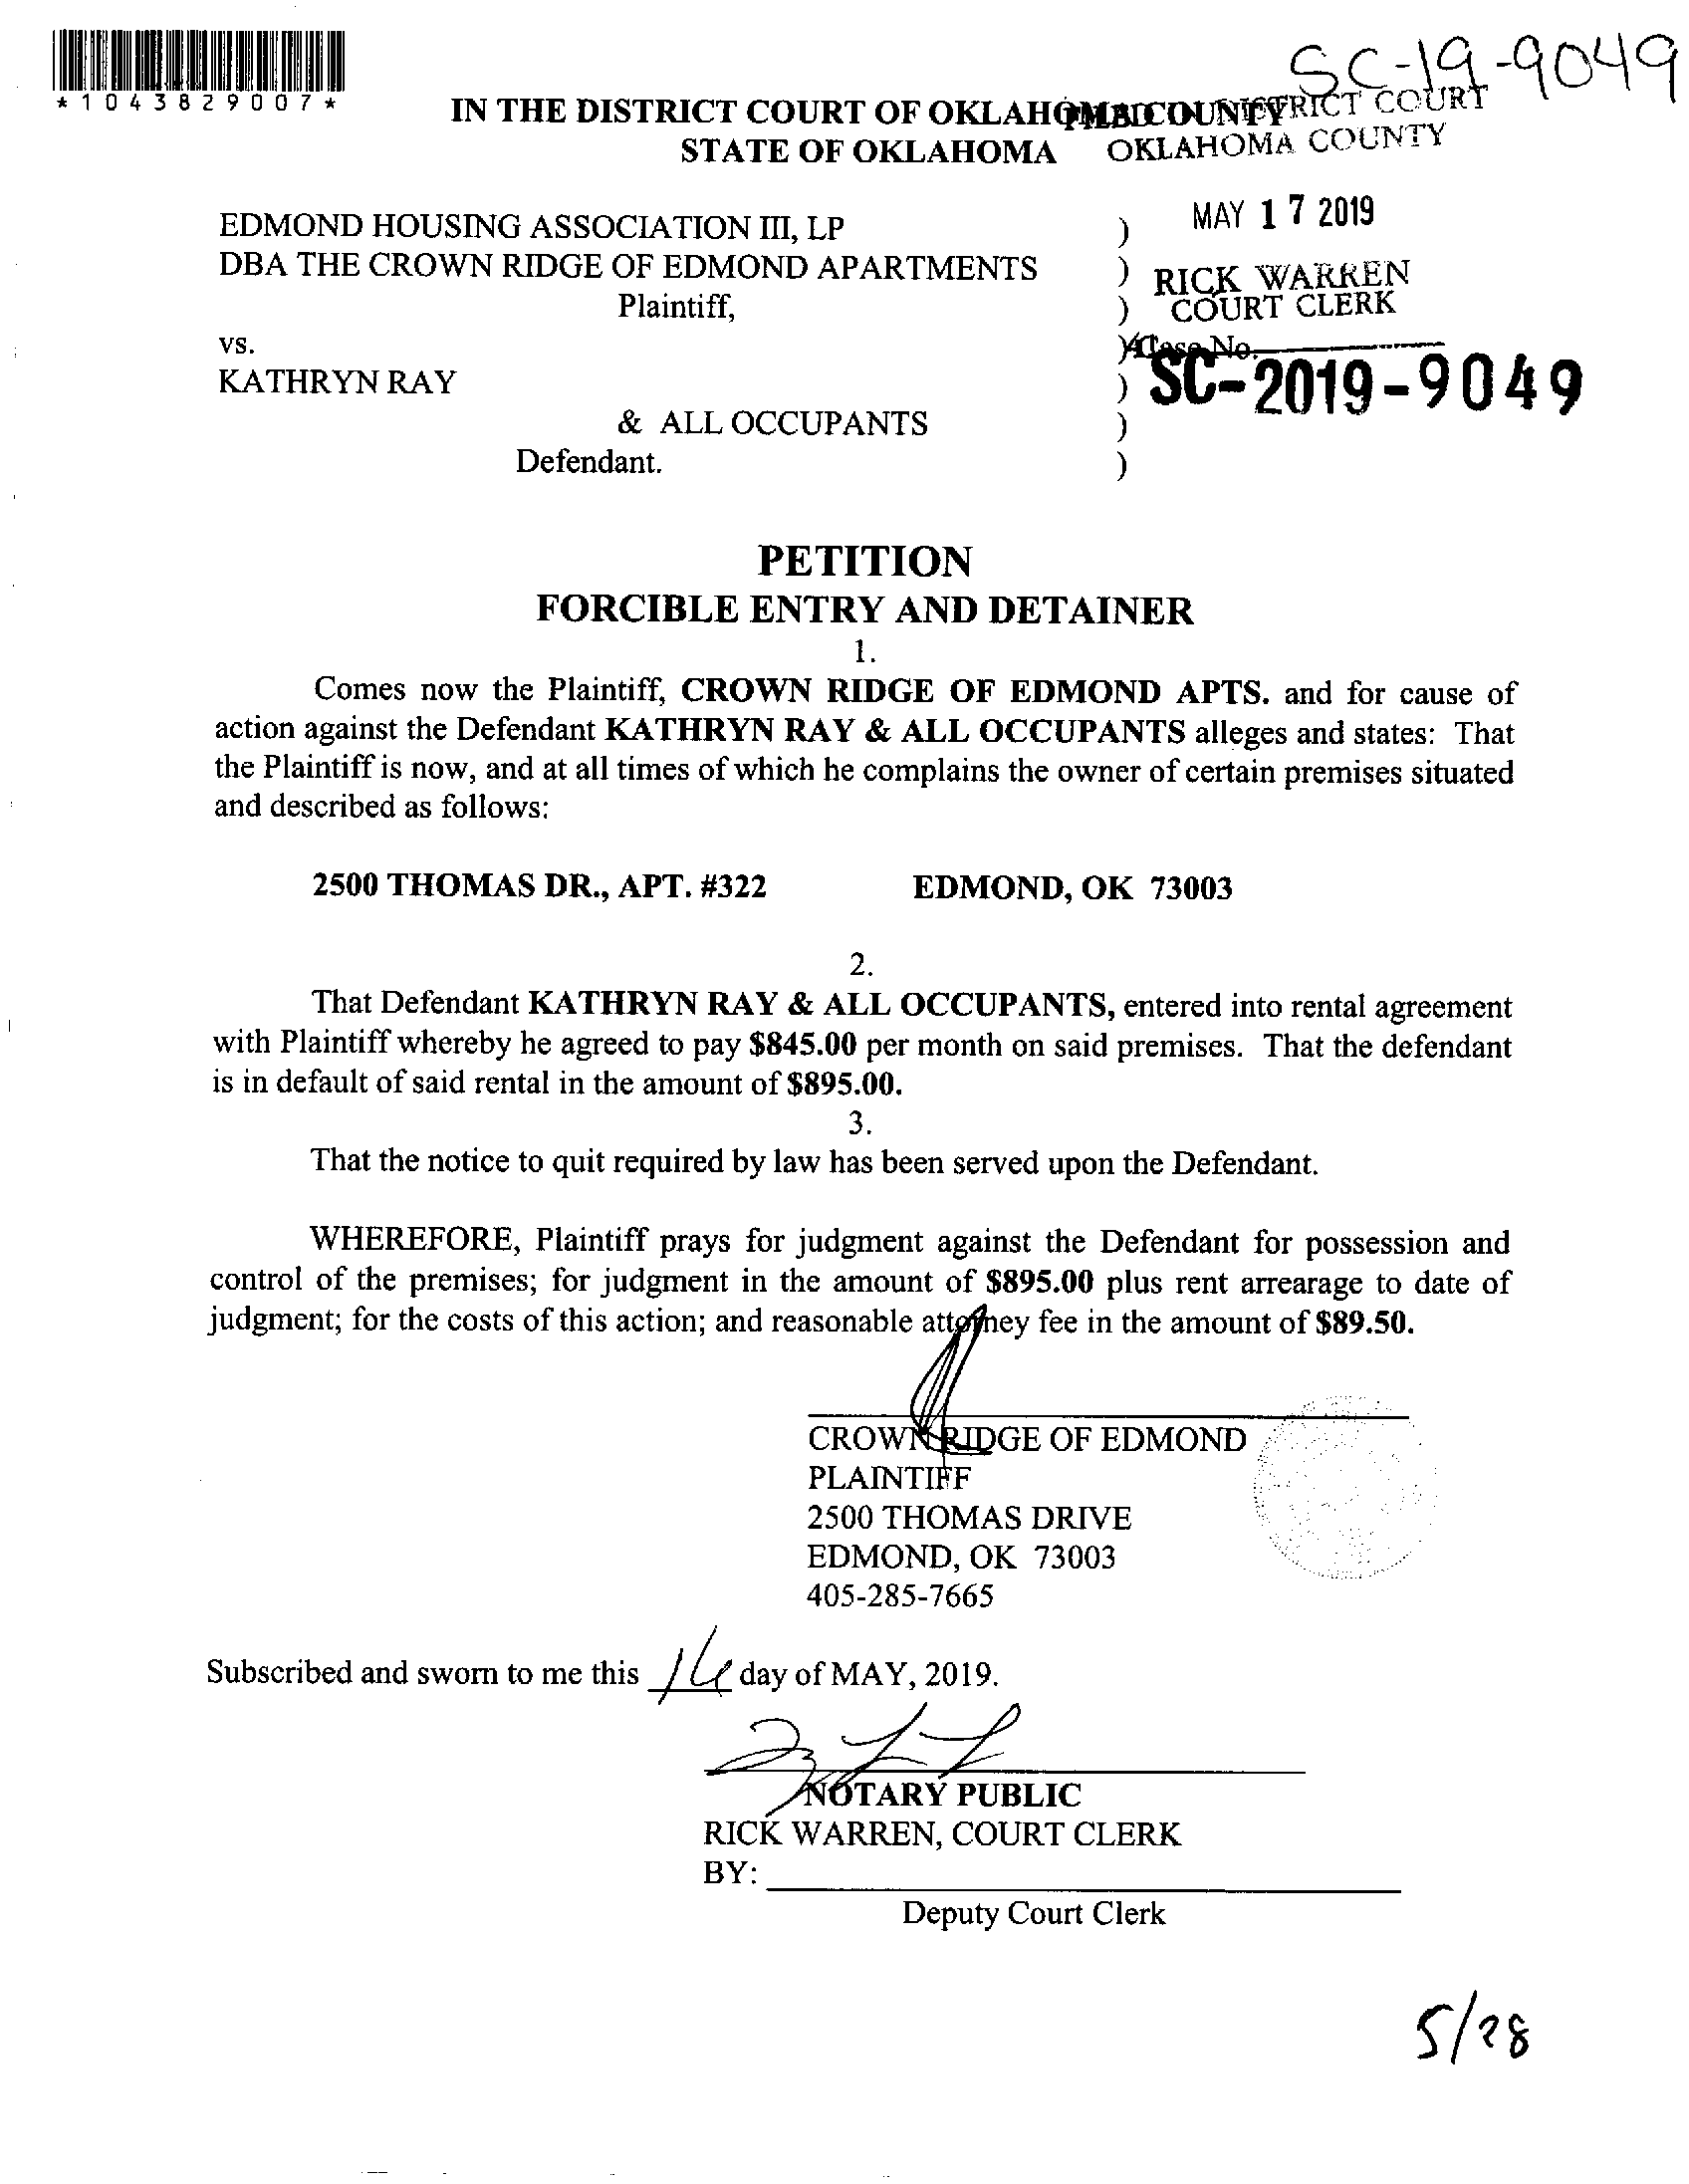 SC-19-9049
*1043829007*
IN THE DISTRICT COURT OF OKLAHOMA COUNTY
STATE OF OKLAHOMA
DISTRICT COURT
OKLAHOMA COUNTY
MAY 17 2019
RICK WARREN
COURT CLERK
EDMOND HOUSING ASSOCIATION III, LP )
DBA THE CROWN RIDGE OF EDMOND APARTMENTS )
Plaintiff, )
vs. ) Case No.
KATHRYN RAY ) SC-2019-9049
& ALL OCCUPANTS )
Defendant. )
PETITION
FORCIBLE ENTRY AND DETAINER
1.
Comes now the Plaintiff, CROWN RIDGE OF EDMOND APTS. and for cause of
action against the Defendant KATHRYN RAY & ALL OCCUPANTS alleges and states: That
the Plaintiff is now, and at all times of which he complains the owner of certain premises situated
and described as follows:
2500 THOMAS DR., APT. #322 EDMOND, OK 73003
2.
That Defendant KATHRYN RAY & ALL OCCUPANTS, entered into rental agreement
with Plaintiff whereby he agreed to pay $845.00 per month on said premises. That the defendant
is in default of said rental in the amount of $895.00.
3.
That the notice to quit required by law has been served upon the Defendant.
WHEREFORE, Plaintiff prays for judgment against the Defendant for possession and
control of the premises; for judgment in the amount of $895.00 plus rent arrearage to date of
judgment; for the costs of this action; and reasonable attorney fee in the amount of $89.50.
CROWN RIDGE OF EDMOND
PLAINTIFF
2500 THOMAS DRIVE
EDMOND, OK 73003
405-285-7665
Subscribed and sworn to me this day of MAY, 2019.
NOTARY PUBLIC
RICK WARREN, COURT CLERK
BY:
Deputy Court Clerk
5/28